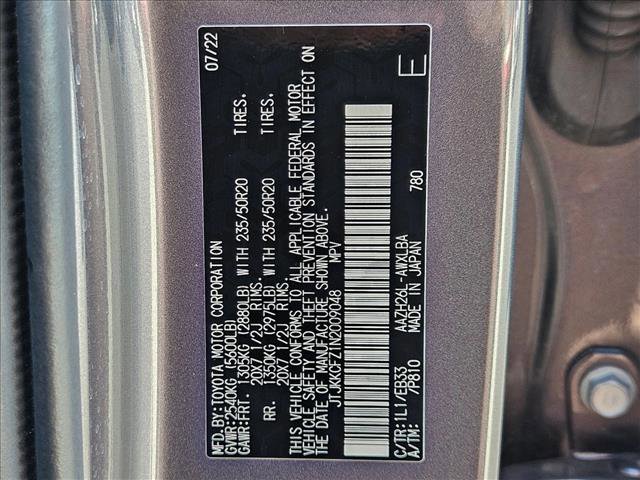 MFD. BY: TOYOTA MOTOR CORPORATION 07/22
GVWR: 2540KG (5600LB)
GAWR: FRT. 1305KG (2880LB) WITH 235/50R20 TIRES.
20X7 1/2J RIMS.
RR. 1350KG (2975LB) WITH 235/50R20 TIRES.
20X7 1/2J RIMS.
THIS VEHICLE CONFORMS TO ALL APPLICABLE FEDERAL MOTOR
VEHICLE SAFETY AND THEFT PREVENTION STANDARDS IN EFFECT ON
THE DATE OF MANUFACTURE SHOWN ABOVE.
JTJKKCFZ1N2009048 MPV
E
C/TR: 1L1/EB33 AAZH26L-AWXLBA 780
A/TM: /P810 MADE IN JAPAN